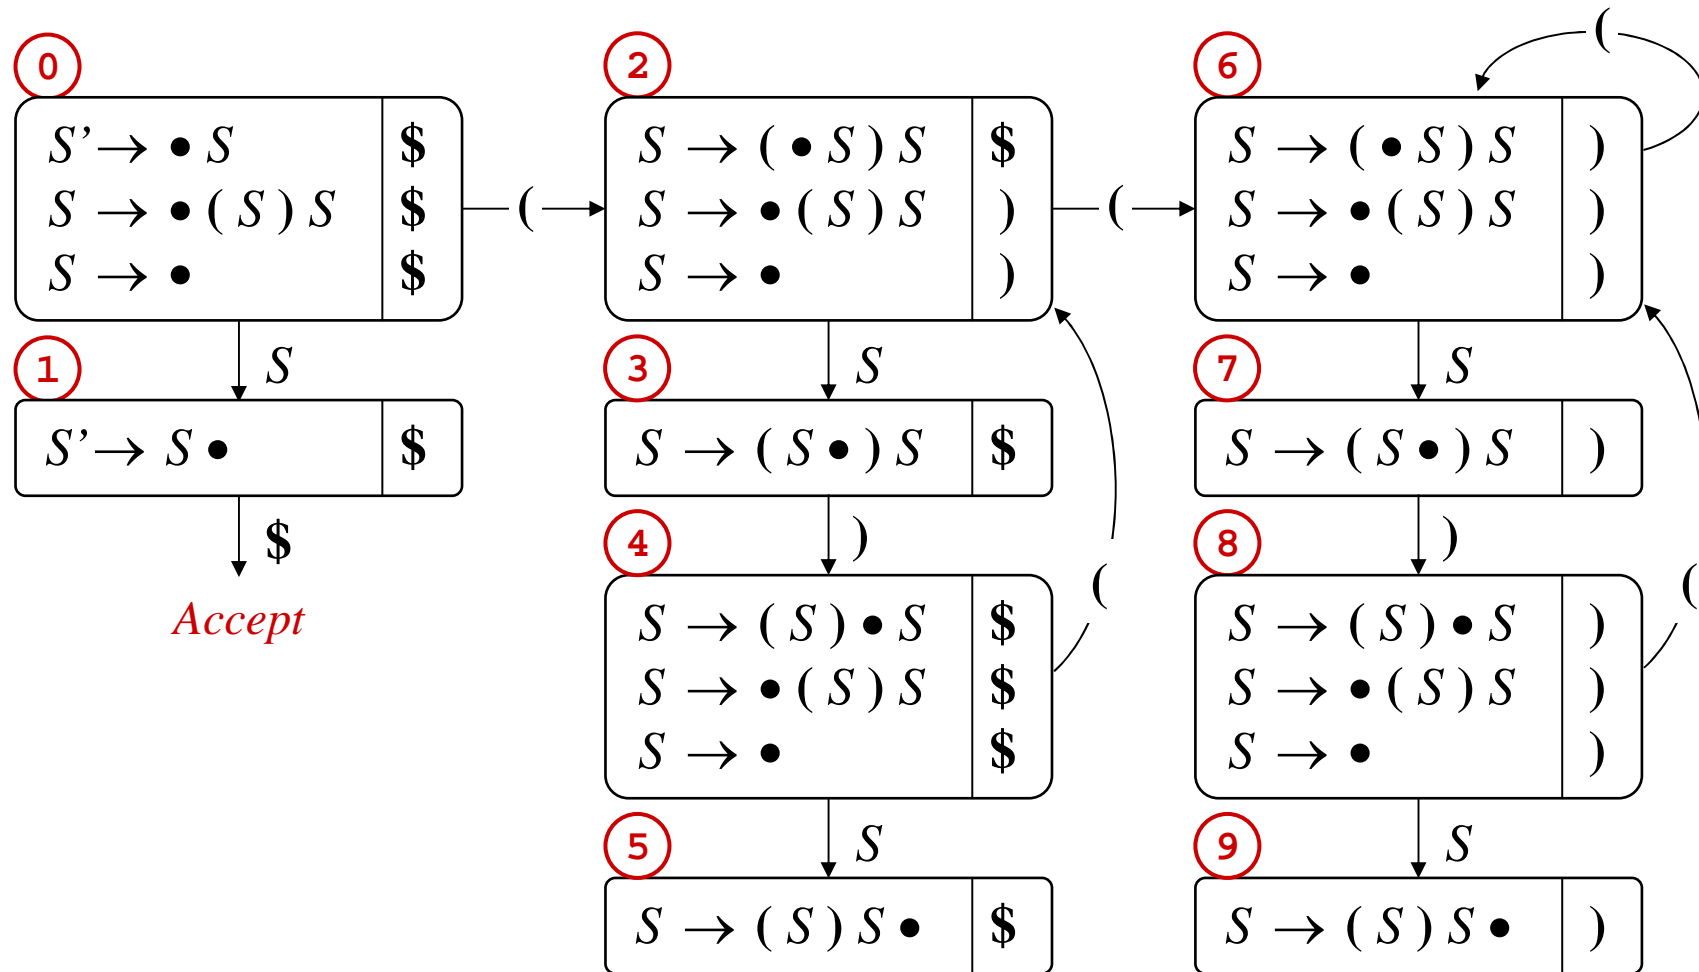 0
S’ → • S $
S → • ( S ) S $
S → • $
S
1
S’ → S • $
$
Accept
(
2
S → ( • S ) S $
S → • ( S ) S )
S → • )
S
3
S → ( S • ) S $
)
4
S → ( S ) • S $
S → • ( S ) S $
S → • $
(
S
5
S → ( S ) S • $
(
6
(
S → ( • S ) S )
S → • ( S ) S )
S → • )
S
7
S → ( S • ) S )
)
8
S → ( S ) • S )
S → • ( S ) S )
S → • )
(
S
9
S → ( S ) S • )